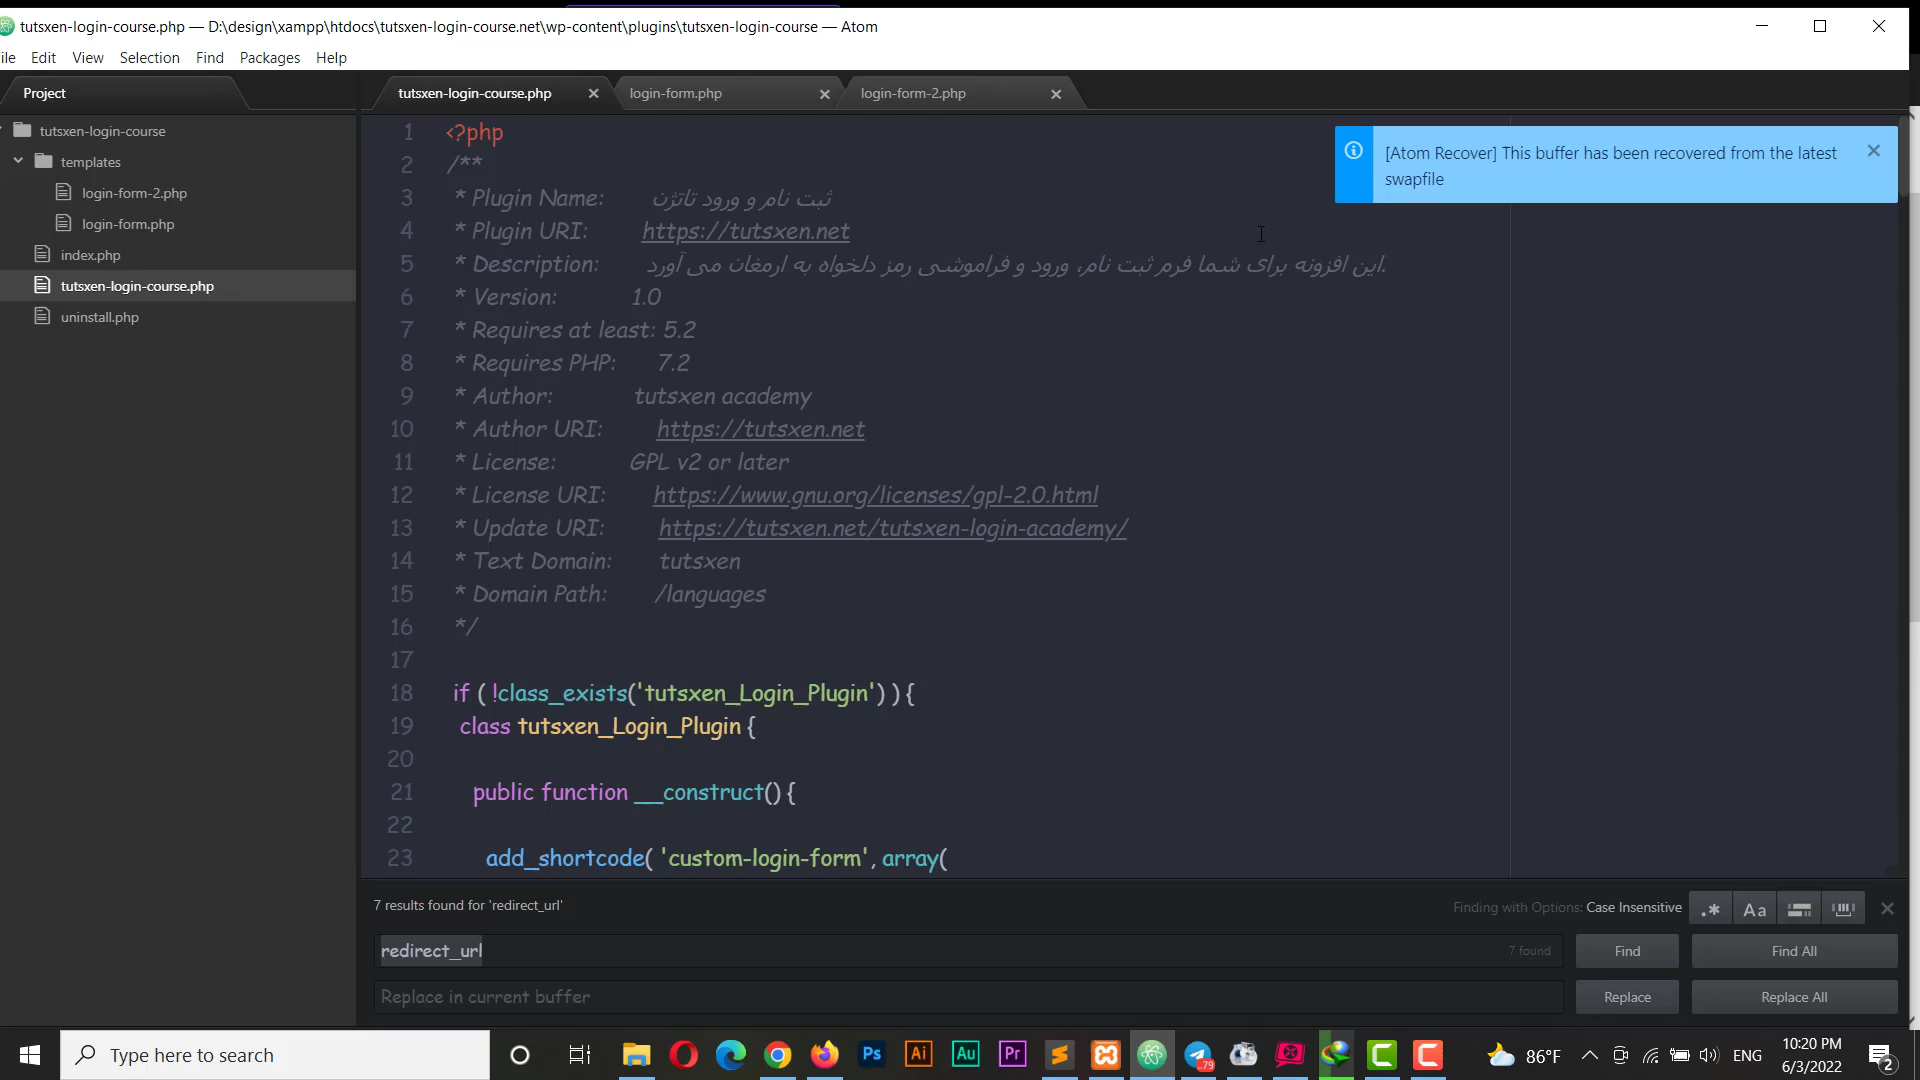 tutsxen-login-course.php — D:\design\xampp\htdocs\tutsxen-login-course.net\wp-content\plugins\tutsxen-login-course — Atom
ile Edit View Selection Find Packages Help
Project
tutsxen-login-course.php
login-form.php
login-form-2.php
tutsxen-login-course
templates
login-form-2.php
login-form.php
index.php
tutsxen-login-course.php
uninstall.php
[Atom Recover] This buffer has been recovered from the latest
swapfile
1 <?php
2 /**
3 * Plugin Name: ثبت نام و ورود تاتژن
4 * Plugin URI: https://tutsxen.net
5 * Description: این افزونه برای شما فرم ثبت نام، ورود و فراموشی رمز دلخواه به ارمغان می آورد.
6 * Version: 1.0
7 * Requires at least: 5.2
8 * Requires PHP: 7.2
9 * Author: tutsxen academy
10 * Author URI: https://tutsxen.net
11 * License: GPL v2 or later
12 * License URI: https://www.gnu.org/licenses/gpl-2.0.html
13 * Update URI: https://tutsxen.net/tutsxen-login-academy/
14 * Text Domain: tutsxen
15 * Domain Path: /languages
16 */
17
18 if ( !class_exists('tutsxen_Login_Plugin') ) {
19 class tutsxen_Login_Plugin {
20
21 public function __construct() {
22
23 add_shortcode( 'custom-login-form', array(
7 results found for 'redirect_url'
Finding with Options: Case Insensitive
.* Aa
redirect_url
7 found
Find
Find All
Replace in current buffer
Replace
Replace All
Type here to search
Ps Ai Au Pr
79
86°F
ENG
10:20 PM
6/3/2022
2